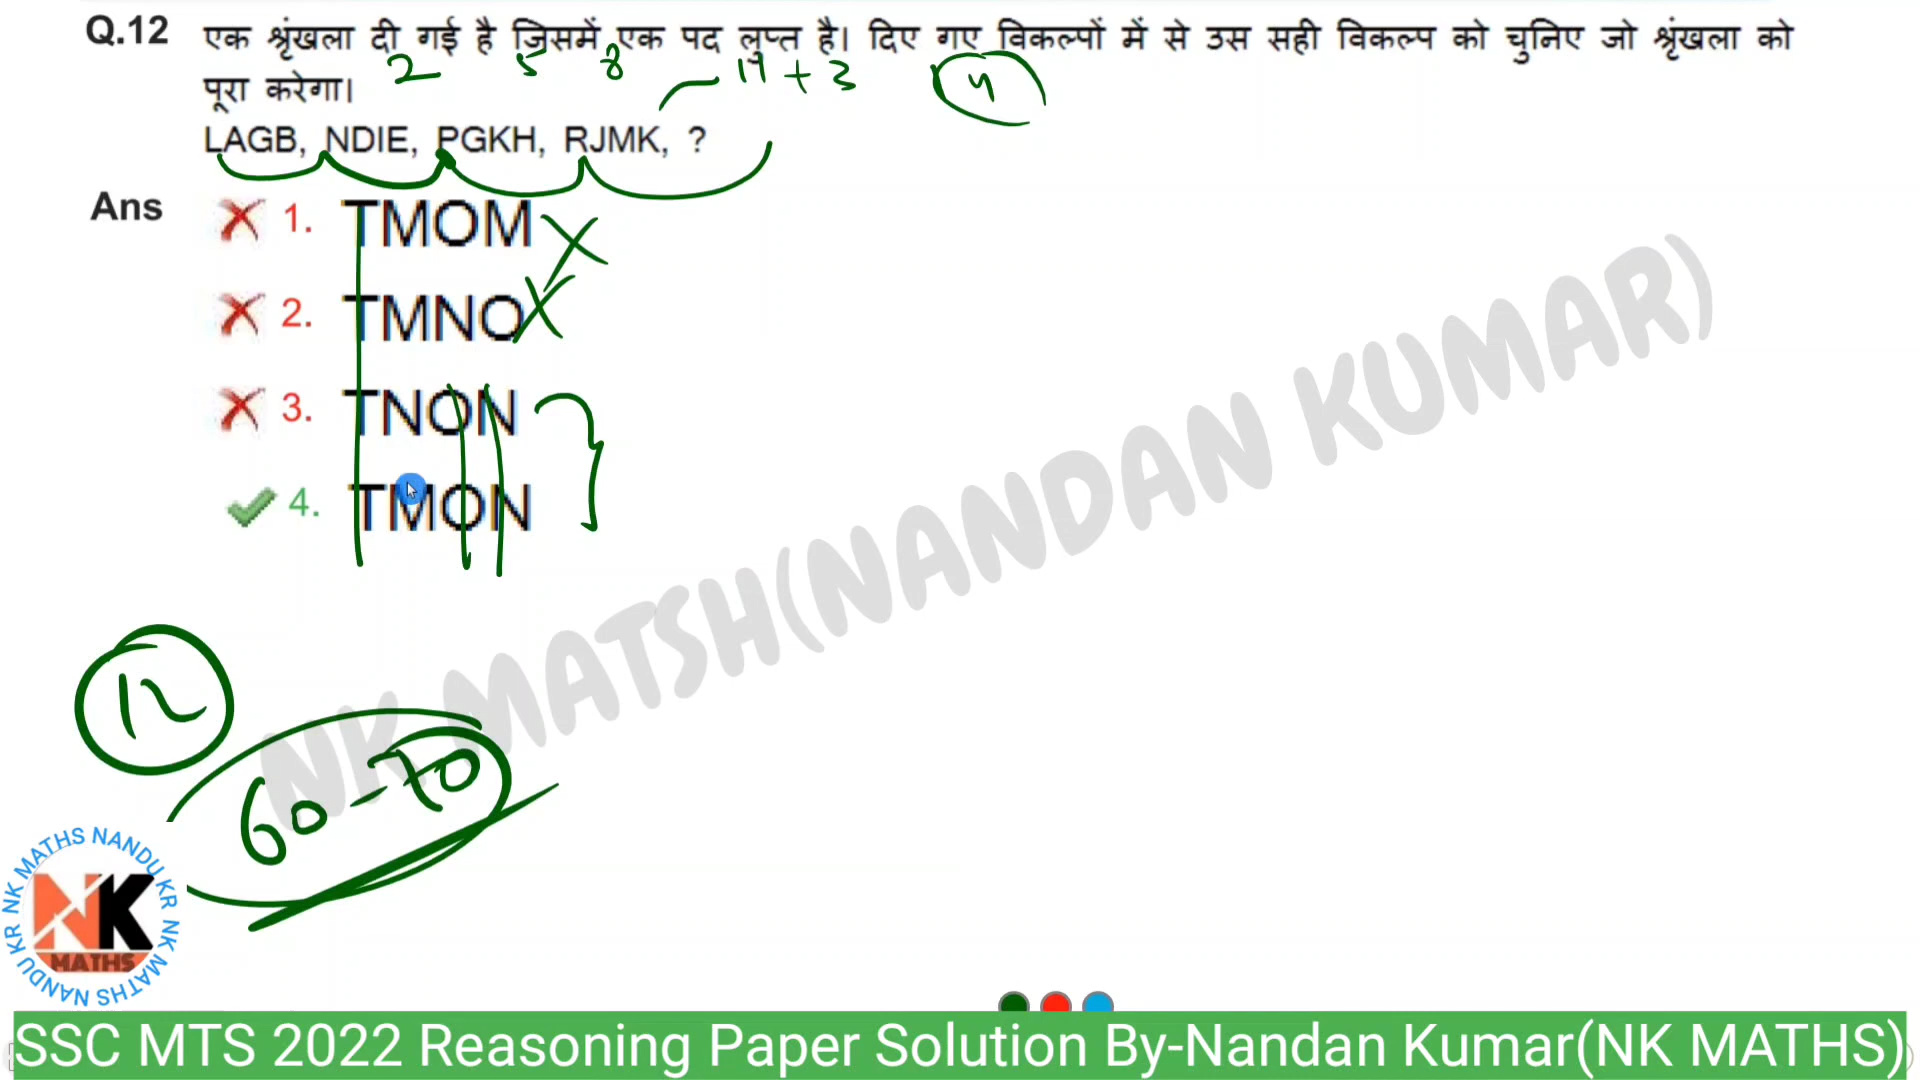 Q.12 एक श्रृंखला दी गई है जिसमें एक पद लुप्त है। दिए गए विकल्पों में से उस सही विकल्प को चुनिए जो श्रृंखला को
पूरा करेगा।
2 5 8 11 + 3
LAGB, NDIE, PGKH, RJMK, ?
Ans 1. TMOM
2. TMNO
3. TNON
4. TMON
12
60-70
NK MATSH(NANDAN KUMAR)
NK MATHS NANDU KR NK MATHS NANDU KR
NK
MATHS
SSC MTS 2022 Reasoning Paper Solution By-Nandan Kumar(NK MATHS)